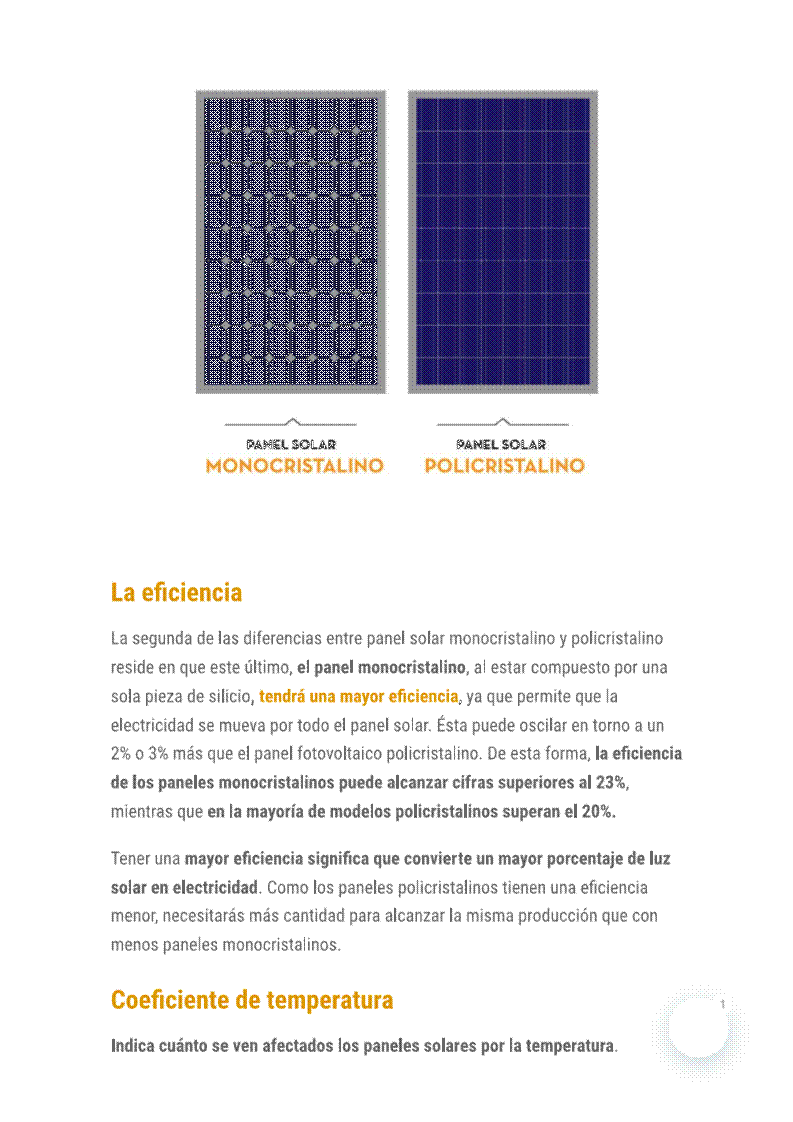 PANEL SOLAR
MONOCRISTALINO
PANEL SOLAR
POLICRISTALINO
La eficiencia
La segunda de las diferencias entre panel solar monocristalino y policristalino
reside en que este último, el panel monocristalino, al estar compuesto por una
sola pieza de silicio, tendrá una mayor eficiencia, ya que permite que la
electricidad se mueva por todo el panel solar. Ésta puede oscilar en torno a un
2% o 3% más que el panel fotovoltaico policristalino. De esta forma, la eficiencia
de los paneles monocristalinos puede alcanzar cifras superiores al 23%,
mientras que en la mayoría de modelos policristalinos superan el 20%.
Tener una mayor eficiencia significa que convierte un mayor porcentaje de luz
solar en electricidad. Como los paneles policristalinos tienen una eficiencia
menor, necesitarás más cantidad para alcanzar la misma producción que con
menos paneles monocristalinos.
Coeficiente de temperatura
1
Indica cuánto se ven afectados los paneles solares por la temperatura.